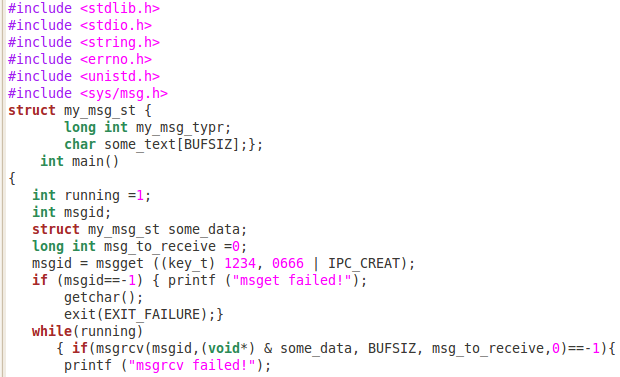 #include <stdlib.h>
#include <stdio.h>
#include <string.h>
#include <errno.h>
#include <unistd.h>
#include <sys/msg.h>
struct my_msg_st {
       long int my_msg_typr;
       char some_text[BUFSIZ];};
    int main()
{
   int running =1;
   int msgid;
   struct my_msg_st some_data;
   long int msg_to_receive =0;
   msgid = msgget ((key_t) 1234, 0666 | IPC_CREAT);
   if (msgid==-1) { printf ("msget failed!");
       getchar();
       exit(EXIT_FAILURE);}
   while(running)
      { if(msgrcv(msgid,(void*) & some_data, BUFSIZ, msg_to_receive,0)==-1){
       printf ("msgrcv failed!");